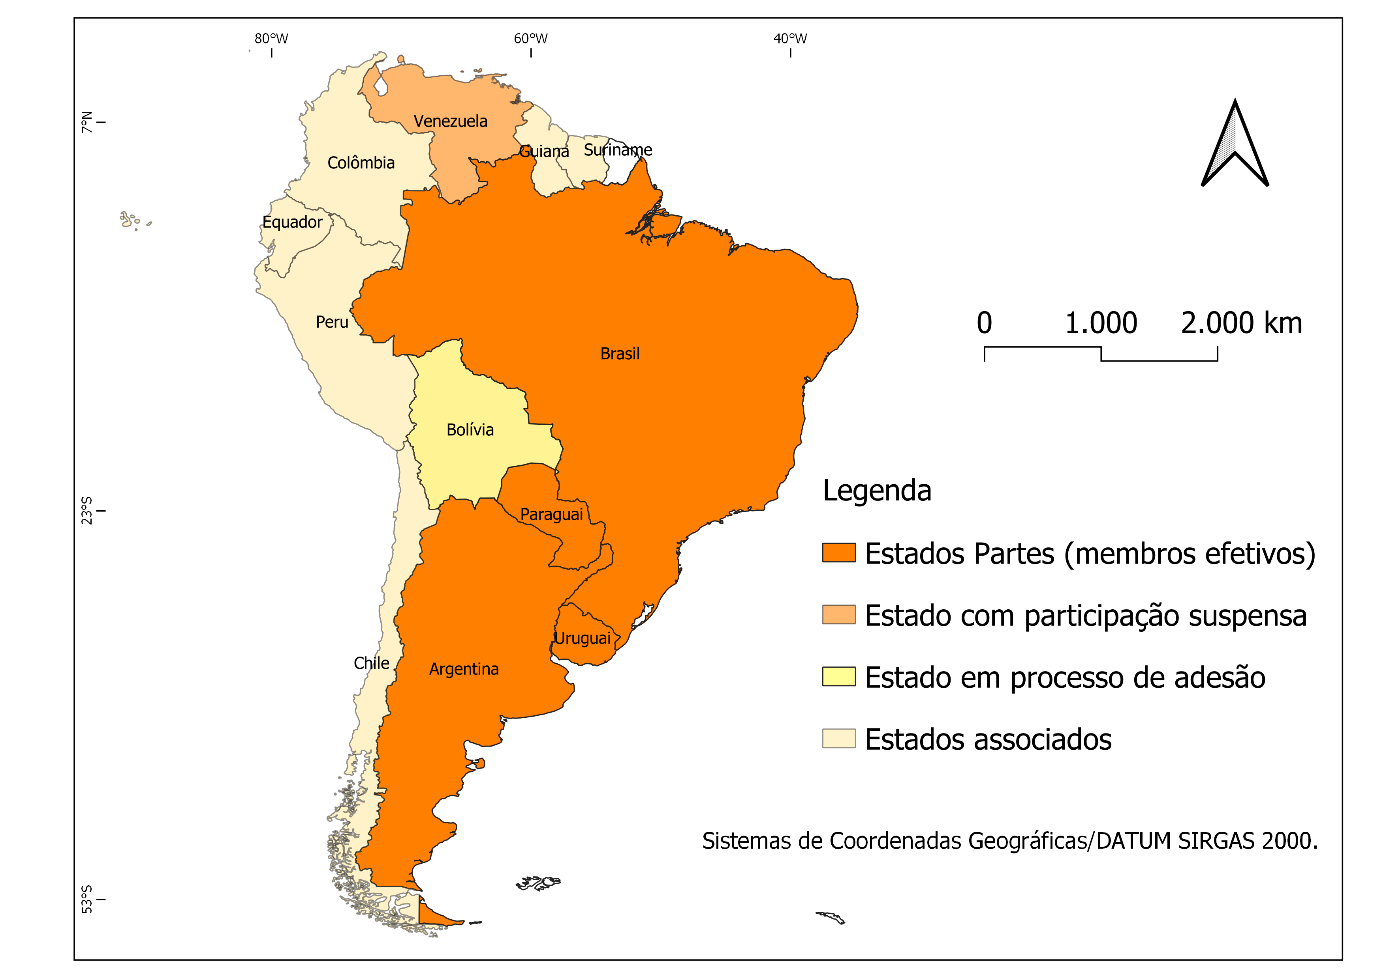 80°W
60°W
40°W
7°N
Venezuela
Guiana
Suriname
Colômbia
Equador
Peru
Brasil
0
1.000
2.000 km
Bolívia
Legenda
23°S
Paraguai
Estados Partes (membros efetivos)
Estado com participação suspensa
Uruguai
Chile
Argentina
Estado em processo de adesão
Estados associados
Sistemas de Coordenadas Geográficas/DATUM SIRGAS 2000.
53°S